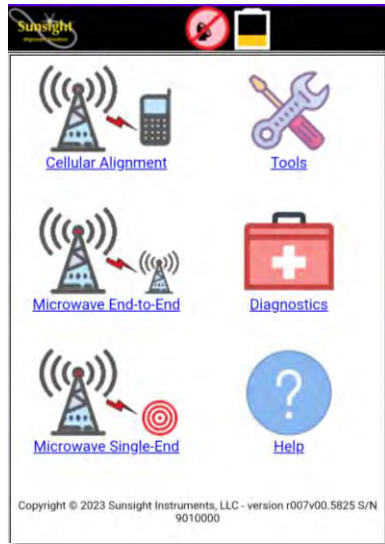 Sunsight
Cellular Alignment
Tools
Microwave End-to-End
Diagnostics
Microwave Single-End
?
Help
Copyright © 2023 Sunsight Instruments, LLC - version r007v00.5825 S/N
9010000